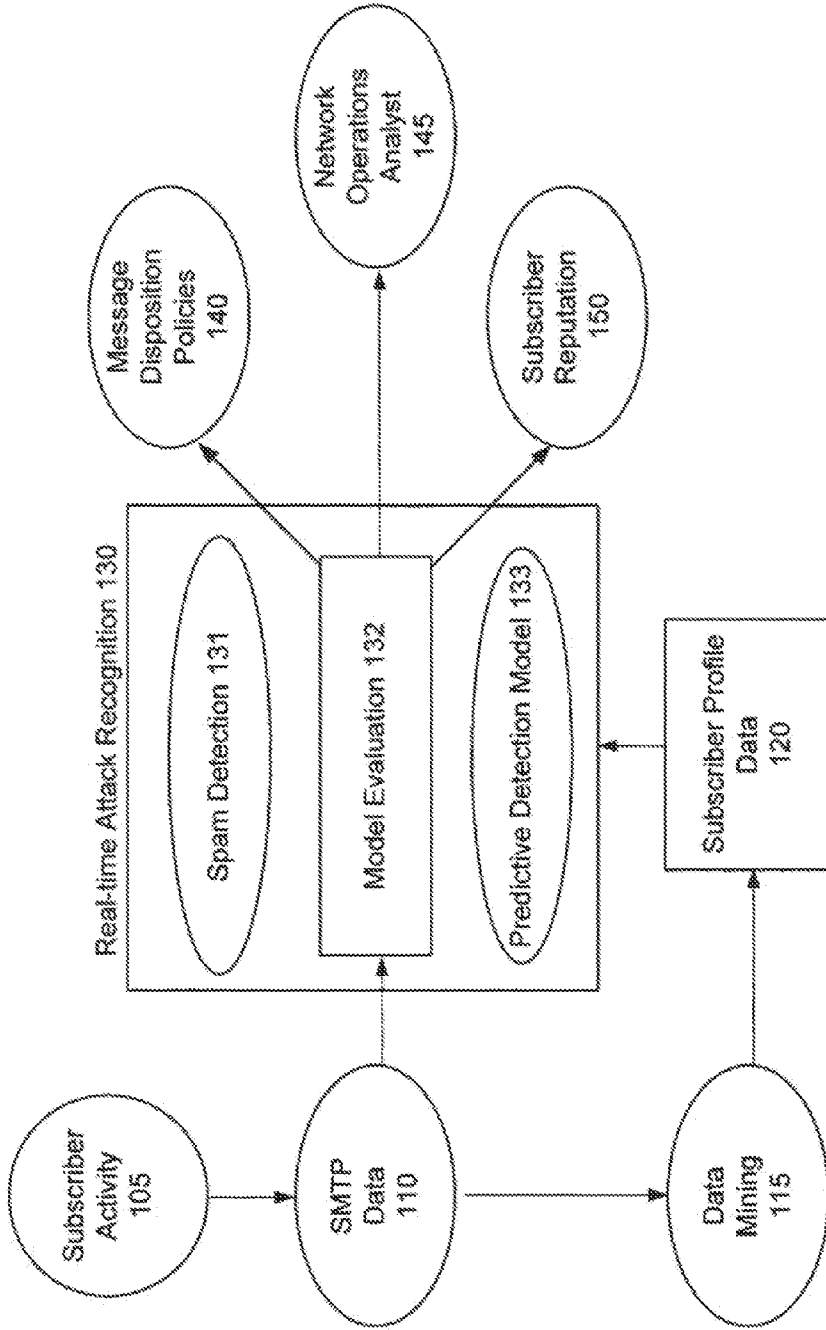 Subscriber
Activity
105
SMTP
Data
110
Data
Mining
115
Real-time Attack Recognition 130
Spam Detection 131
Model Evaluation 132
Predictive Detection Model 133
Subscriber Profile
Data
120
Message
Disposition
Policies
140
Network
Operations
Analyst
145
Subscriber
Reputation
150